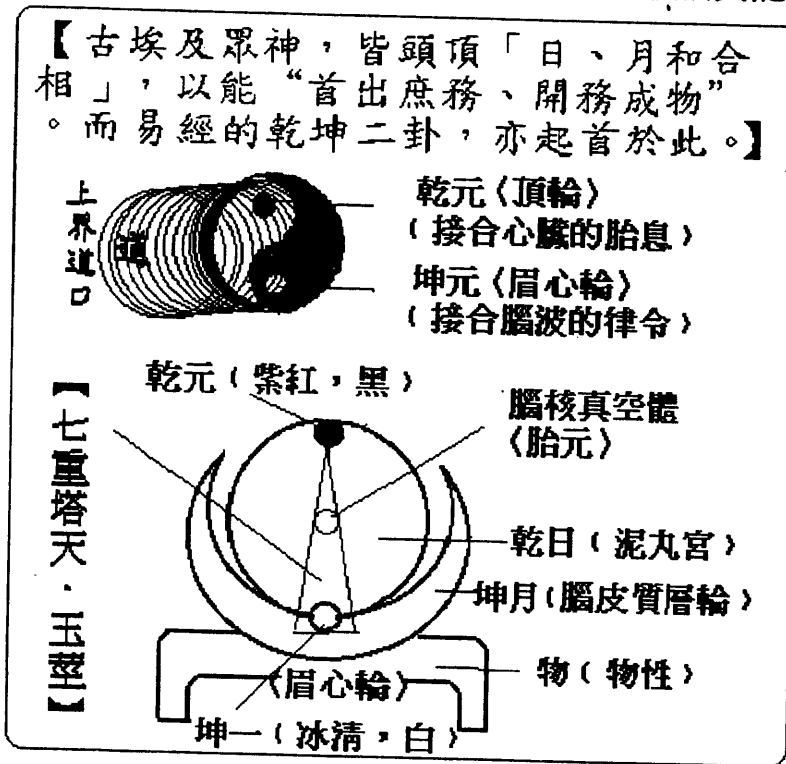 【古埃及眾神，皆頭頂「日、月和合
相」，以能“首出庶務、開務成物”
。而易經的乾坤二卦，亦起首於此。】
上界道口
道
乾元〈頂輪〉
（接合心臟的胎息）
坤元〈眉心輪〉
（接合腦波的律令）
乾元（紫紅，黑）
腦核真空體
〈胎元〉
【七重塔天．玉莖】
乾日（泥丸宮）
坤月（腦皮質層輪）
物（物性）
〈眉心輪〉
坤一（冰清，白）